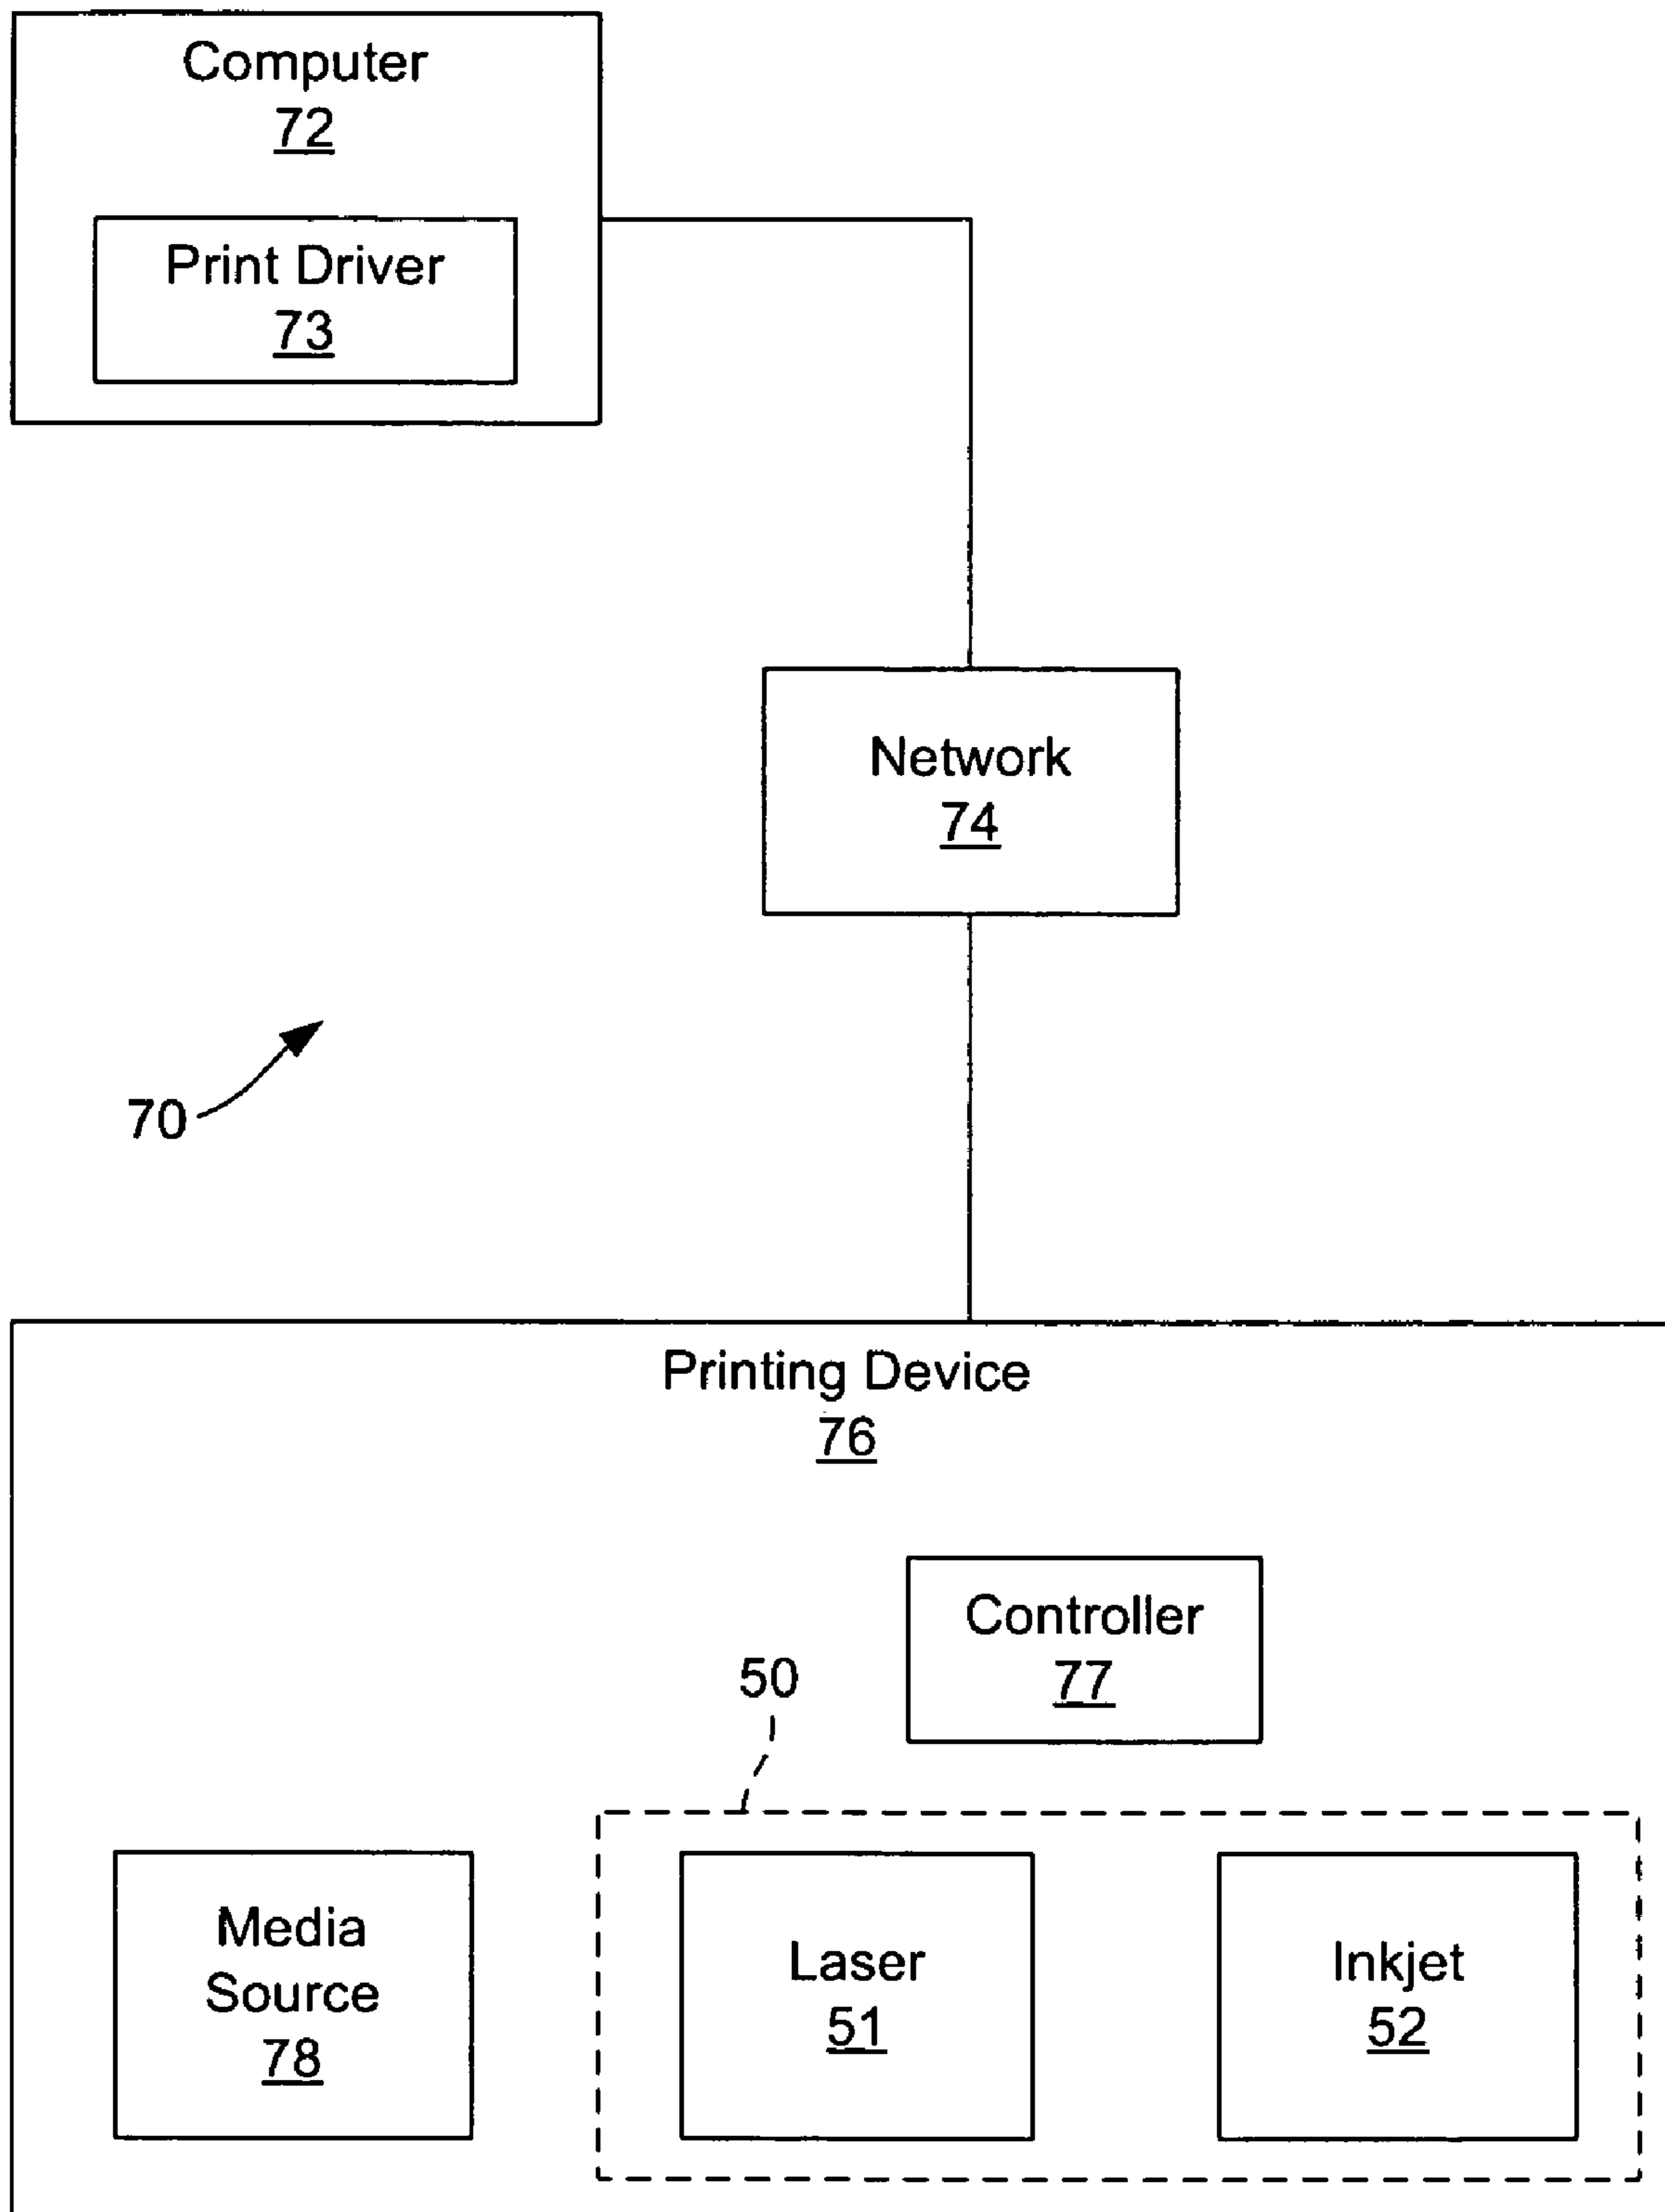 Computer
72
Print Driver
73
Network
74
70
Printing Device
76
Controller
77
50
Media
Source
78
Laser
51
Inkjet
52